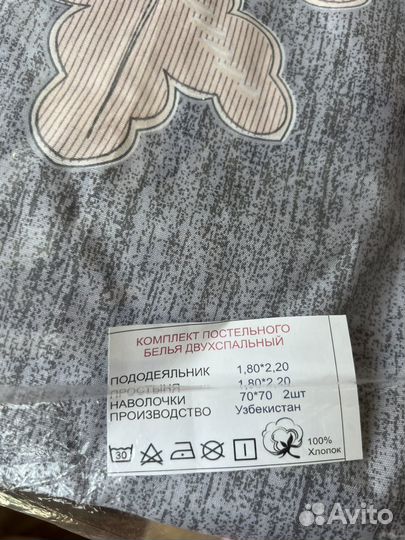 КОМПЛЕКТ ПОСТЕЛЬНОГО
БЕЛЬЯ ДВУХСПАЛЬНЫЙ
ПОДОДЕЯЛЬНИК 1,80*2,20
ПРОСТЫНЯ 1,80*2,20
НАВОЛОЧКИ 70*70 2шт
ПРОИЗВОДСТВО Узбекистан
30
100%
Хлопок
Avito